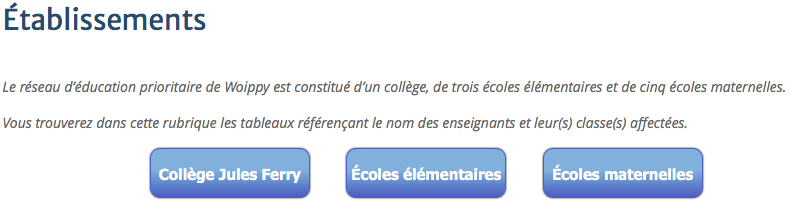 Établissements
Le réseau d’éducation prioritaire de Woippy est constitué d’un collège, de trois écoles élémentaires et de cinq écoles maternelles.
Vous trouverez dans cette rubrique les tableaux référençant le nom des enseignants et leur(s) classe(s) affectées.
Collège Jules Ferry
Écoles élémentaires
Écoles maternelles